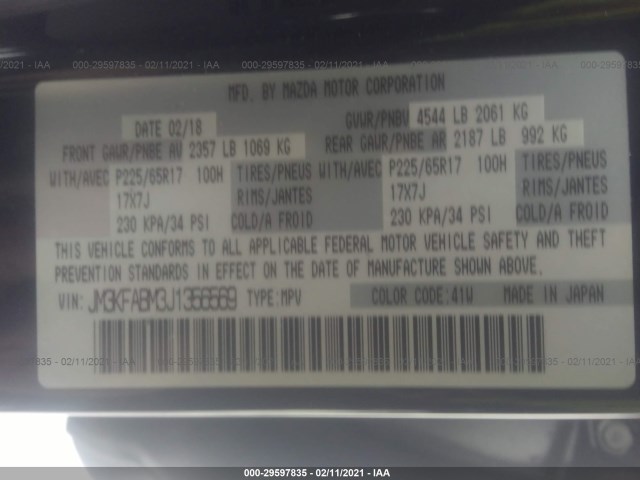 000-29597835 - 02/11/2021 - IAA
MFD. BY MAZDA MOTOR CORPORATION
DATE 02/18
GVWR/PNBV 4544 LB 2061 KG
FRONT GAWR/PNBE AV 2357 LB 1069 KG
REAR GAWR/PNBE AR 2187 LB 992 KG
WITH/AVEC P225/65R17 100H TIRES/PNEUS
17X7J RIMS/JANTES
230 KPA/34 PSI COLD/A FROID
WITH/AVEC P225/65R17 100H TIRES/PNEUS
17X7J RIMS/JANTES
230 KPA/34 PSI COLD/A FROID
THIS VEHICLE CONFORMS TO ALL APPLICABLE FEDERAL MOTOR VEHICLE SAFETY AND THEFT
PREVENTION STANDARDS IN EFFECT ON THE DATE OF MANUFACTURE SHOWN ABOVE.
VIN: JM3KFABM3J1356569 TYPE:MPV
COLOR CODE:41W MADE IN JAPAN
000-29597835 - 02/11/2021 - IAA